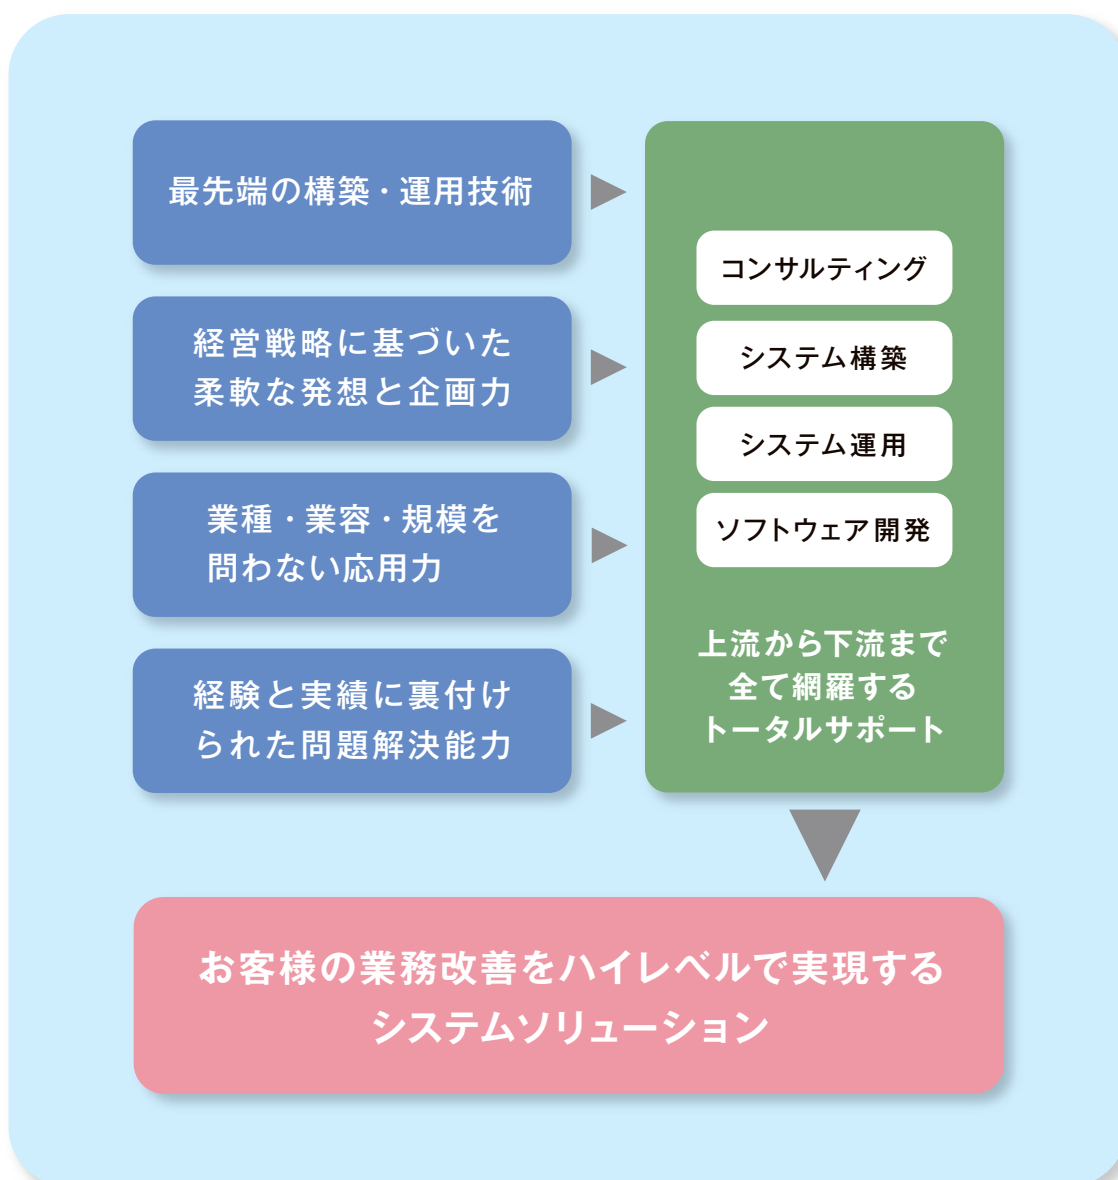 最先端の構築・運用技術
経営戦略に基づいた
柔軟な発想と企画力
業種・業容・規模を
問わない応用力
経験と実績に裏付け
られた問題解決能力
コンサルティング
システム構築
システム運用
ソフトウェア開発
上流から下流まで
全て網羅する
トータルサポート
お客様の業務改善をハイレベルで実現する
システムソリューション